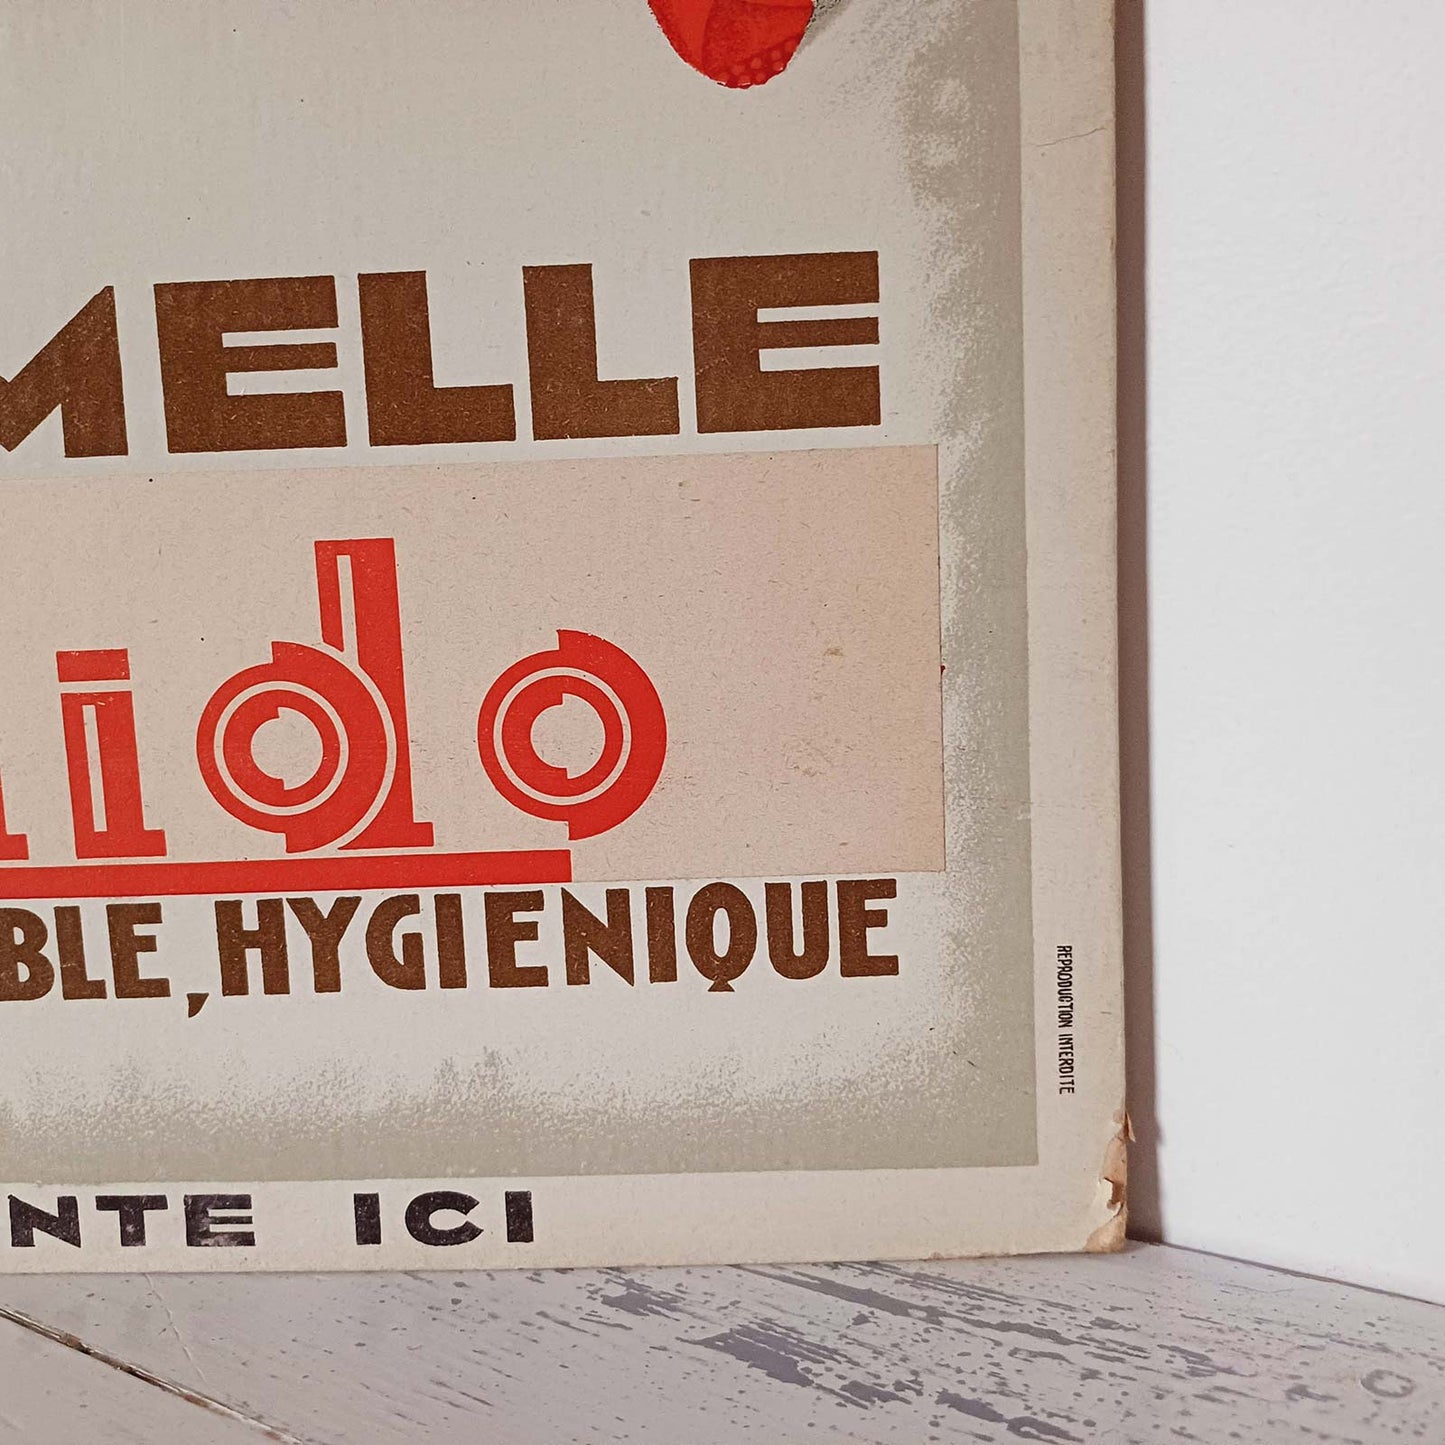 MELLE
ido
BLE, HYGIENIQUE
REPRODUCTION INTERDITE
NTE ICI